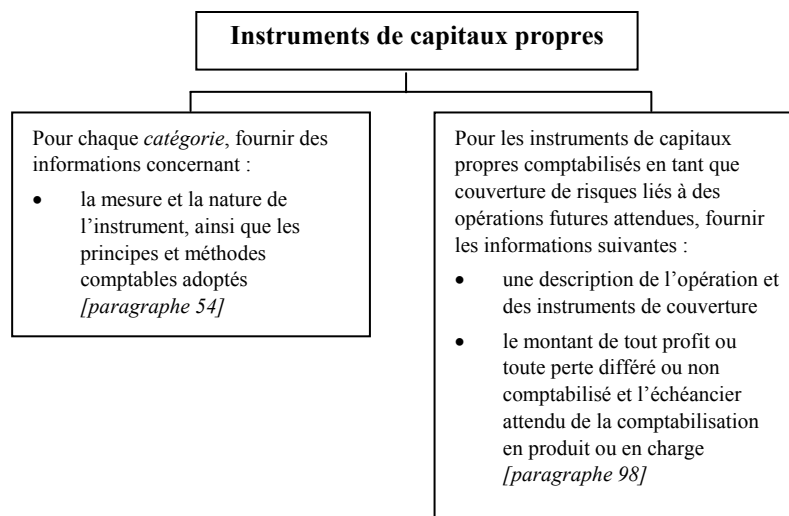 Instruments de capitaux propres
Pour chaque catégorie, fournir des
informations concernant :
• la mesure et la nature de
l’instrument, ainsi que les
principes et méthodes
comptables adoptés
[paragraphe 54]
Pour les instruments de capitaux
propres comptabilisés en tant que
couverture de risques liés à des
opérations futures attendues, fournir
les informations suivantes :
• une description de l’opération et
des instruments de couverture
• le montant de tout profit ou
toute perte différé ou non
comptabilisé et l’échéancier
attendu de la comptabilisation
en produit ou en charge
[paragraphe 98]